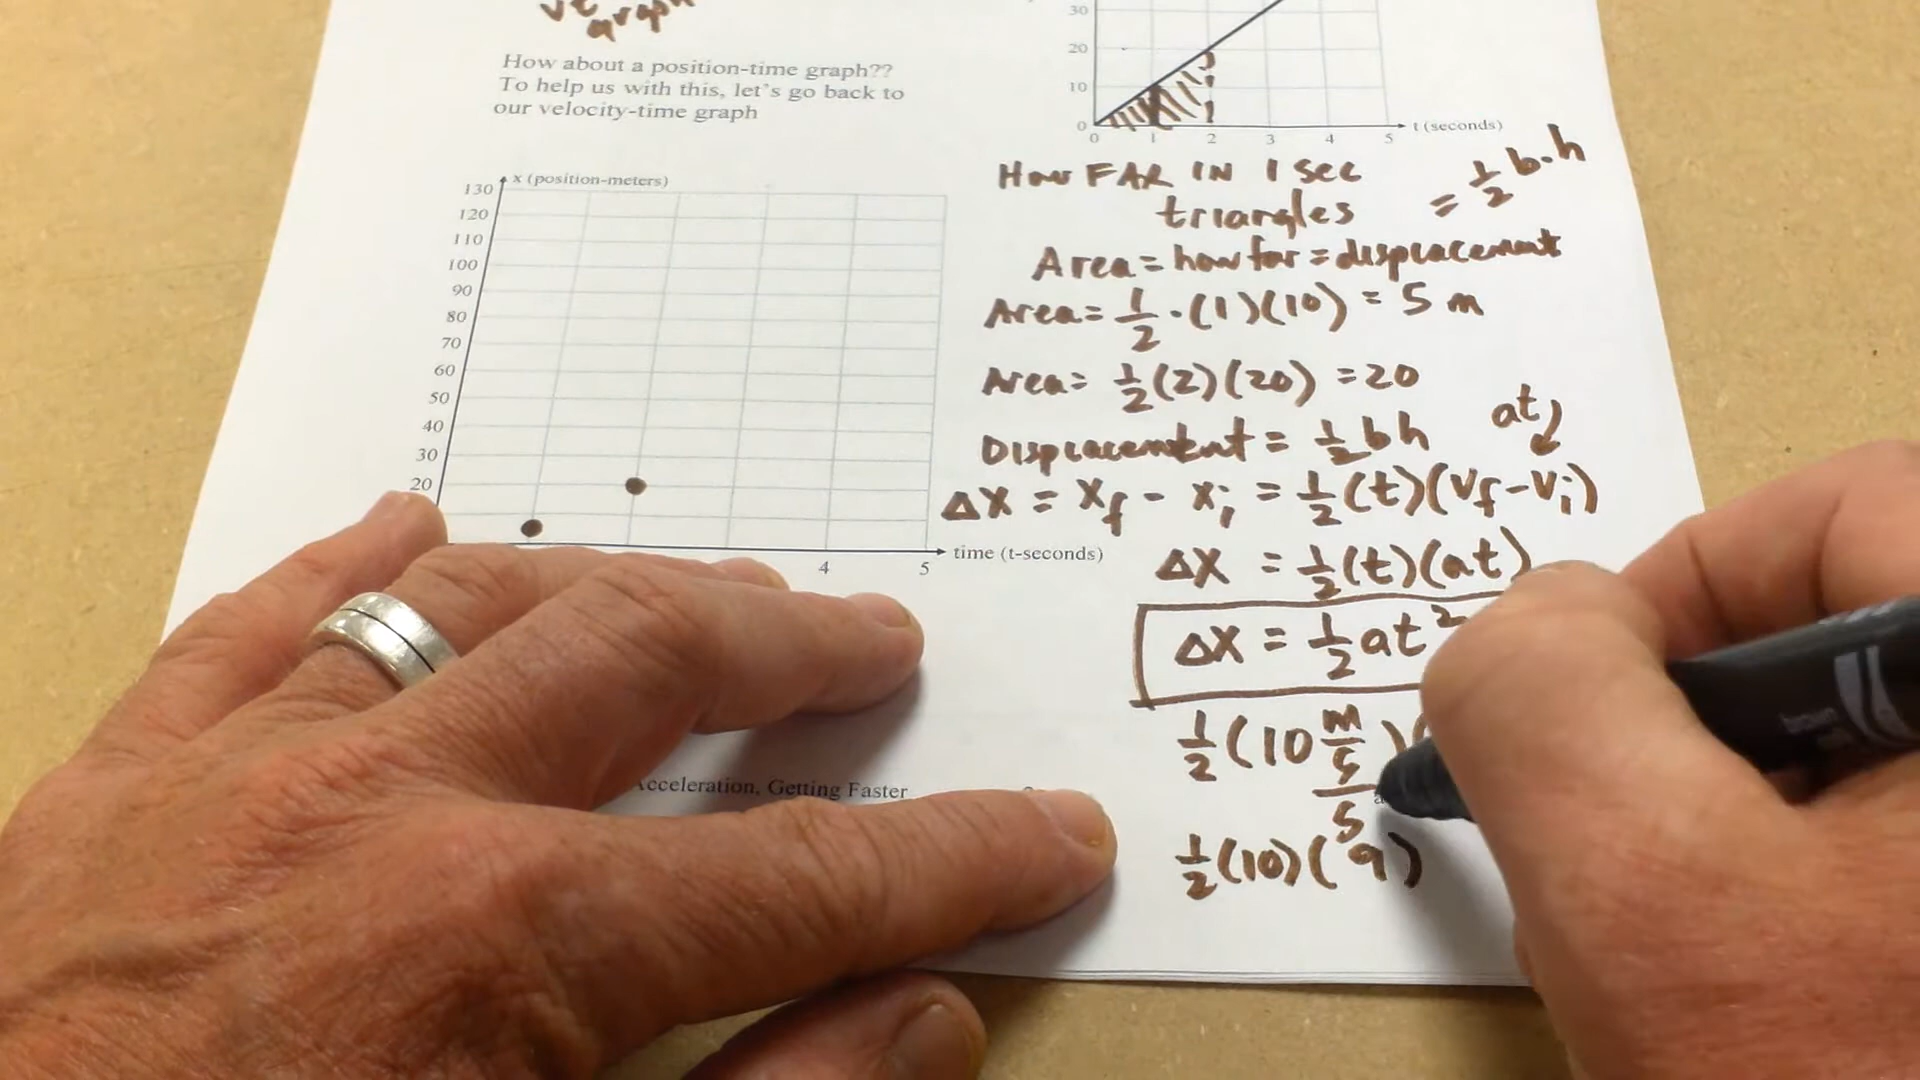 vt graph
How about a position-time graph??
To help us with this, let's go back to
our velocity-time graph
30
20
10
0
0 1 2 3 4 5
t (seconds)
x (position-meters)
130
120
110
100
90
80
70
60
50
40
30
20
4 5
time (t-seconds)
How FAR IN 1 sec
triangles = 1/2 b·h
Area = how far = displacement
Area = 1/2 · (1)(10) = 5 m
Area = 1/2 (2)(20) = 20
Displacement = 1/2 bh
at
ΔX = Xf - Xi = 1/2 (t)(Vf-Vi)
ΔX = 1/2 (t)(at)
ΔX = 1/2 at²
1/2 (10 m/s/s)(
Acceleration, Getting Faster
1/2 (10)(9)